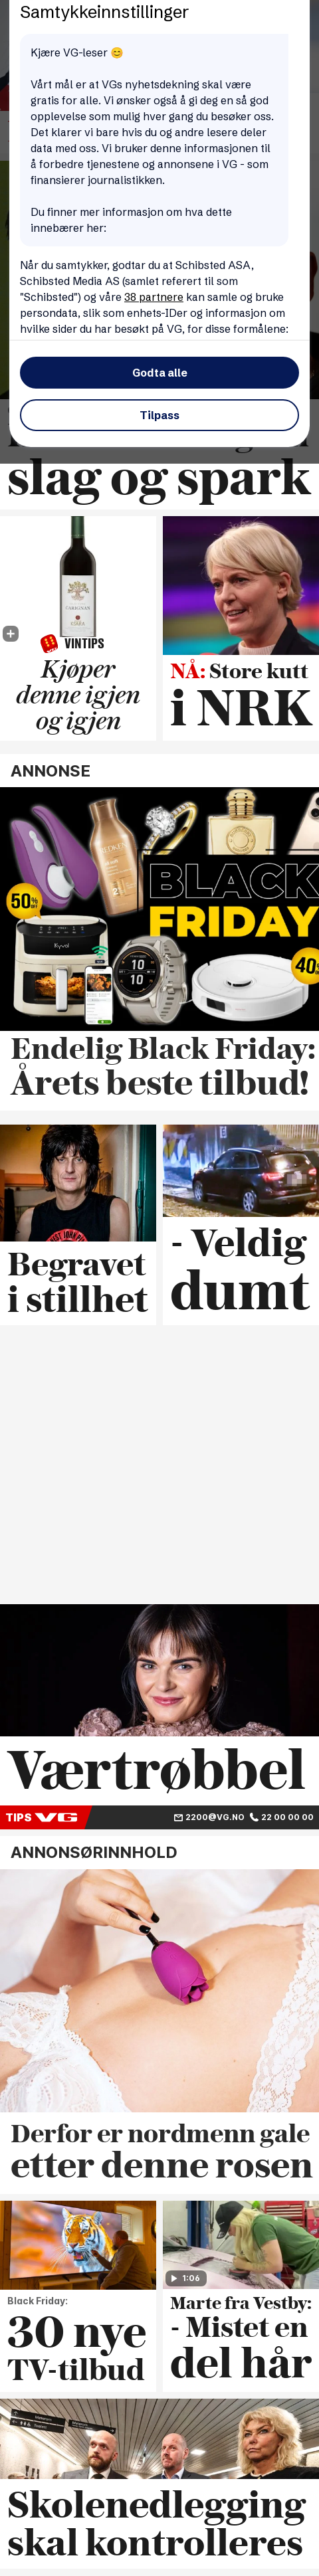 Samtykkeinnstillinger
Kjære VG-leser 😊
Vårt mål er at VGs nyhetsdekning skal være
gratis for alle. Vi ønsker også å gi deg en så god
opplevelse som mulig hver gang du besøker oss.
Det klarer vi bare hvis du og andre lesere deler
data med oss. Vi bruker denne informasjonen til
å forbedre tjenestene og annonsene i VG - som
finansierer journalistikken.
Du finner mer informasjon om hva dette
innebærer her:
Når du samtykker, godtar du at Schibsted ASA,
Schibsted Media AS (samlet referert til som
"Schibsted") og våre 38 partnere kan samle og bruke
persondata, slik som enhets-IDer og informasjon om
hvilke sider du har besøkt på VG, for disse formålene:
Godta alle
Tilpass
slag og spark
CARIGNAN
VINTIPS
Kjøper
denne igjen
og igjen
NÅ: Store kutt
i NRK
ANNONSE
50%
BLACK
FRIDAY
40%
Endelig Black Friday:
Årets beste tilbud!
Begravet
i stillhet
- Veldig
dumt
Værtrøbbel
TIPS VG
2200@VG.NO
22 00 00 00
ANNONSØRINNHOLD
Derfor er nordmenn gale
etter denne rosen
Black Friday:
30 nye
TV-tilbud
1:06
Marte fra Vestby:
- Mistet en
del hår
Skolenedlegging
skal kontrolleres